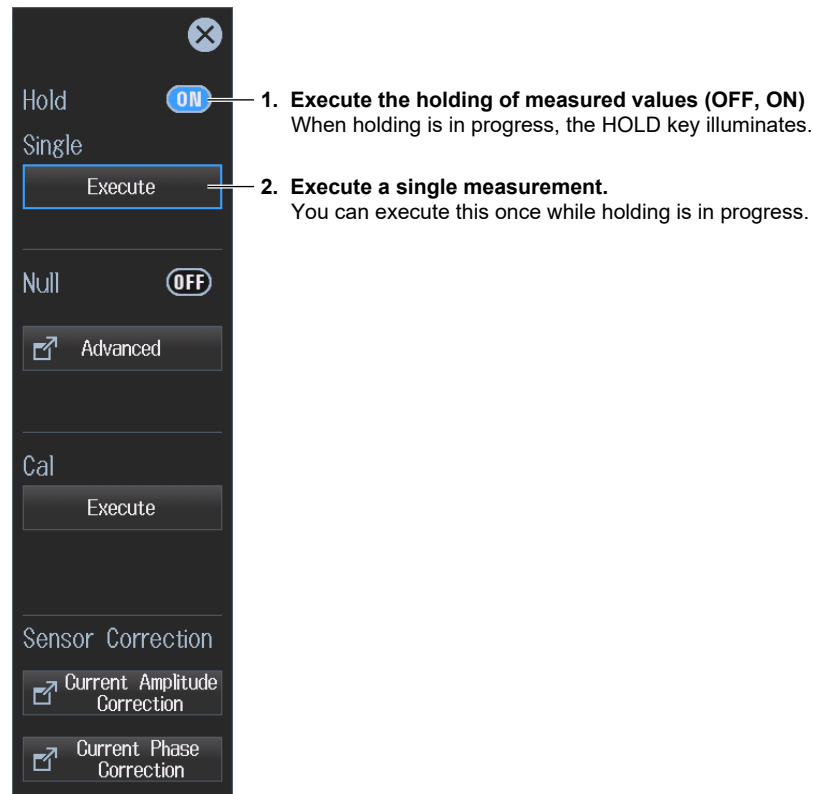 Hold ON
1. Execute the holding of measured values (OFF, ON)
When holding is in progress, the HOLD key illuminates.
Single
Execute
2. Execute a single measurement.
You can execute this once while holding is in progress.
Null OFF
Advanced
Cal
Execute
Sensor Correction
Current Amplitude
Correction
Current Phase
Correction